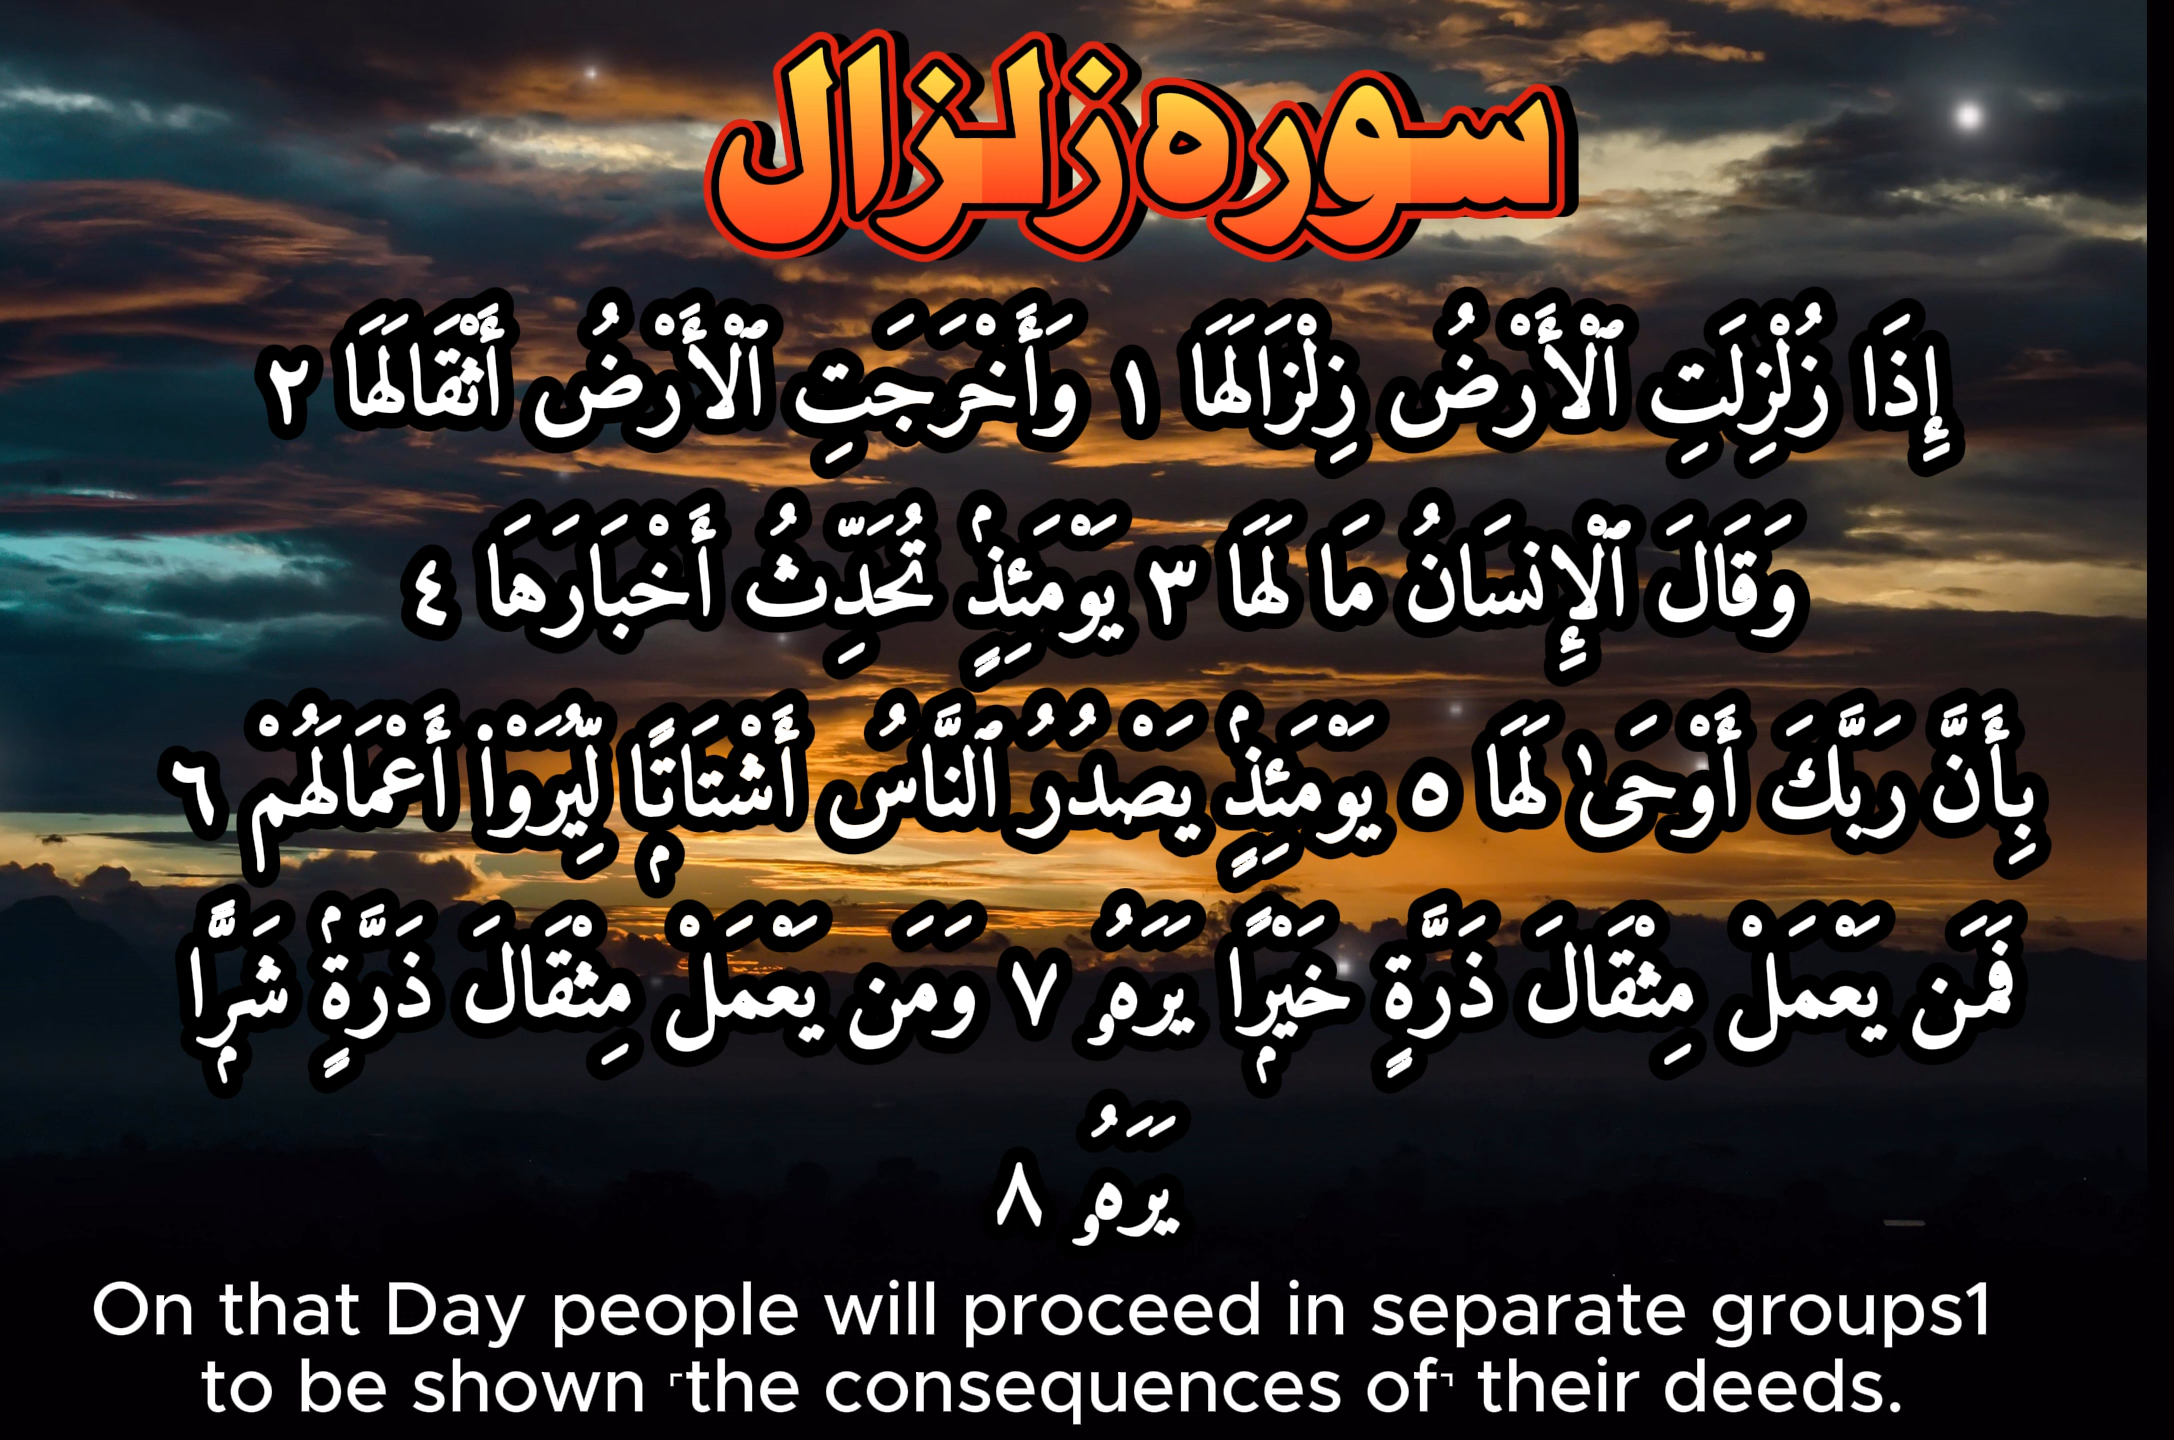 سوره زلزال
إِذَا زُلْزِلَتِ ٱلْأَرْضُ زِلْزَالَهَا ١ وَأَخْرَجَتِ ٱلْأَرْضُ أَثْقَالَهَا ٢
وَقَالَ ٱلْإِنسَانُ مَا لَهَا ٣ يَوْمَئِذٍۢ تُحَدِّثُ أَخْبَارَهَا ٤
بِأَنَّ رَبَّكَ أَوْحَىٰ لَهَا ٥ يَوْمَئِذٍۢ يَصْدُرُ ٱلنَّاسُ أَشْتَاتًۭا لِّيُرَوْا۟ أَعْمَالَهُمْ ٦
فَمَن يَعْمَلْ مِثْقَالَ ذَرَّةٍ خَيْرًۭا يَرَهُۥ ٧ وَمَن يَعْمَلْ مِثْقَالَ ذَرَّةٍۢ شَرًّۭا
يَرَهُۥ ٨
On that Day people will proceed in separate groups1
to be shown ˹the consequences of˺ their deeds.